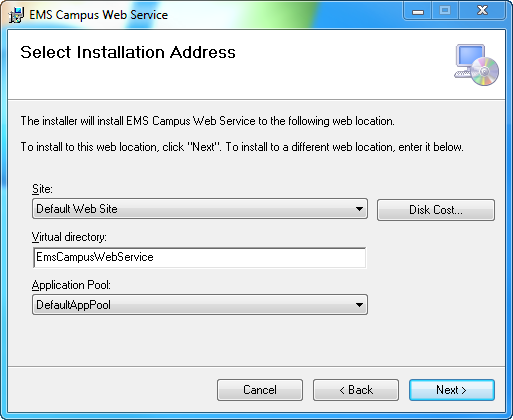 EMS Campus Web Service
Select Installation Address
The installer will install EMS Campus Web Service to the following web location.
To install to this web location, click "Next". To install to a different web location, enter it below.
Site:
Default Web Site
Disk Cost...
Virtual directory:
EmsCampusWebService
Application Pool:
DefaultAppPool
Cancel
< Back
Next >